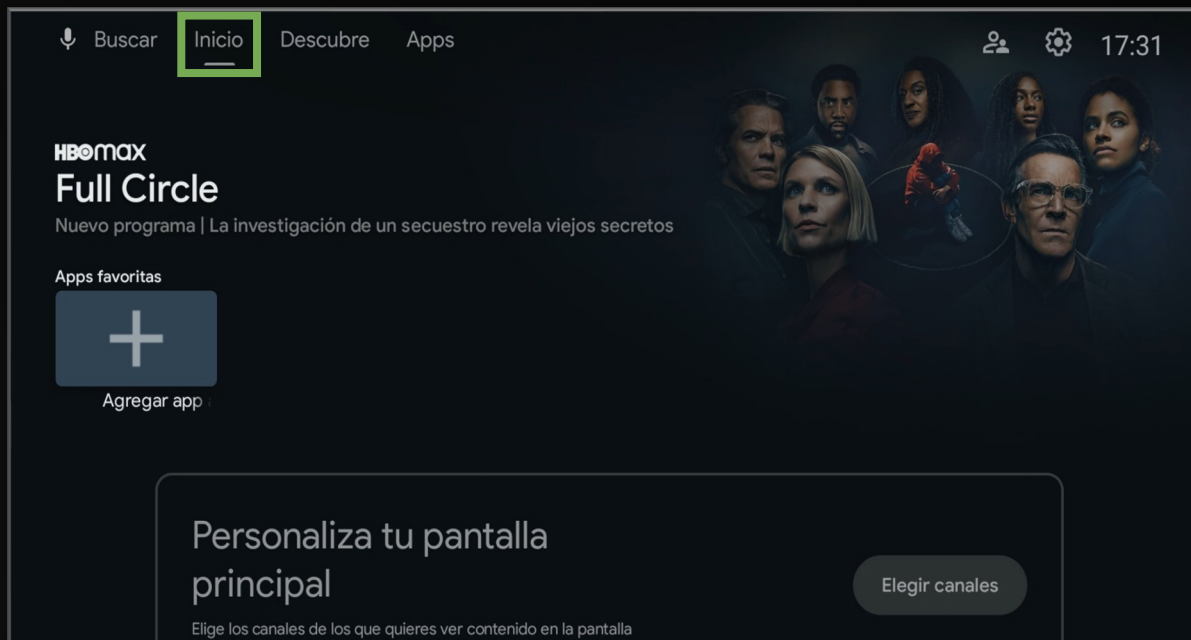 Buscar Inicio Descubre Apps 17:31
HBOmax
Full Circle
Nuevo programa | La investigación de un secuestro revela viejos secretos
Apps favoritas
Agregar app
Personaliza tu pantalla
principal
Elegir canales
Elige los canales de los que quieres ver contenido en la pantalla